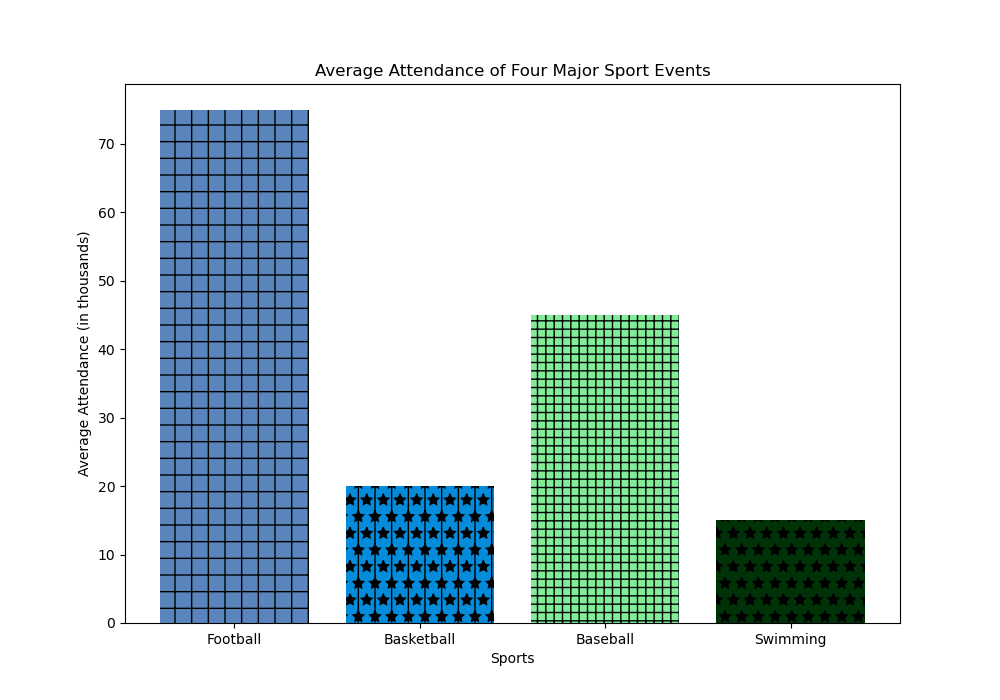 Average Attendance of Four Major Sport Events
Average Attendance (in thousands)
70
60
50
40
30
20
10
0
Football
Basketball
Baseball
Swimming
Sports